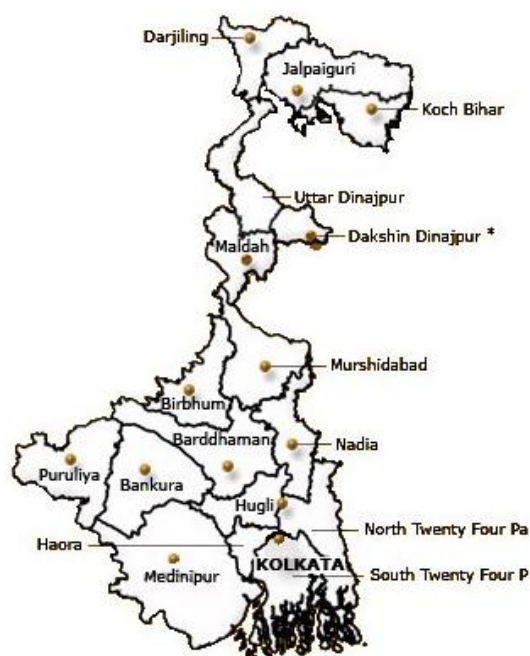 Darjiling
Jalpaiguri
Koch Bihar
Uttar Dinajpur
Dakshin Dinajpur *
Maldah
Murshidabad
Birbhum
Barddhaman
Nadia
Puruliya
Bankura
Hugli
North Twenty Four Pa
Haora
KOLKATA
Medinipur
South Twenty Four P